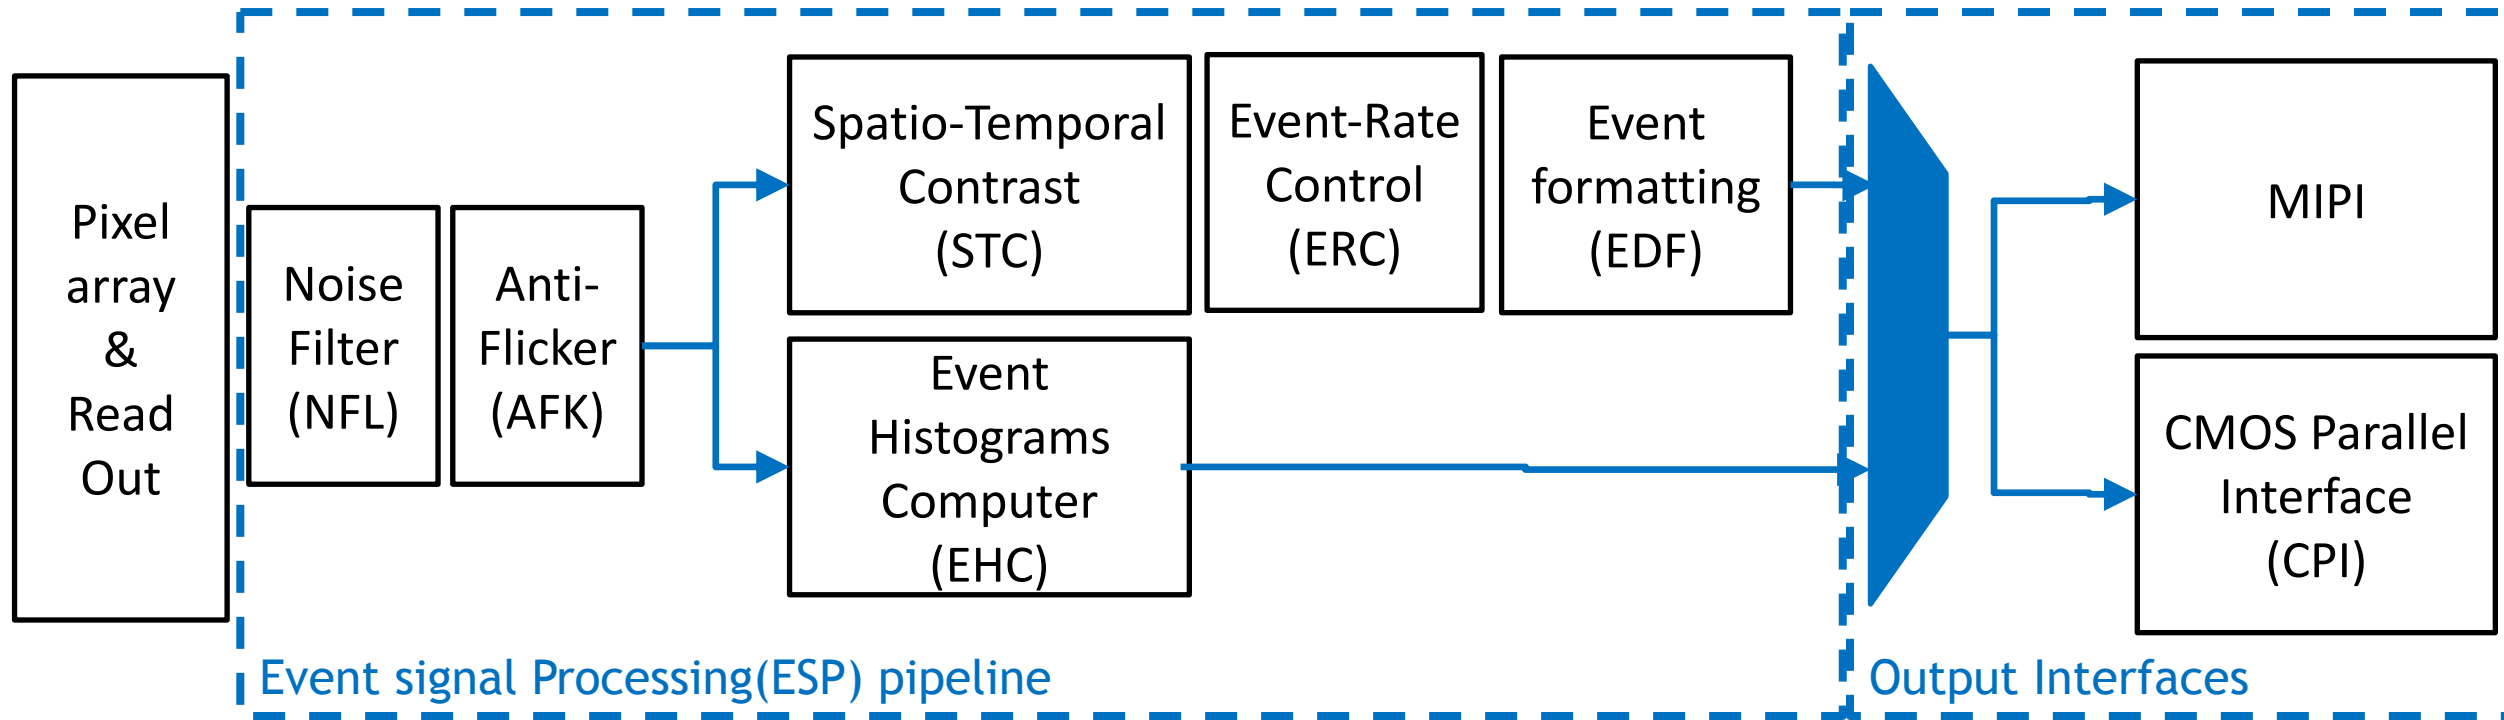 Pixel
array
&
Read
Out
Noise
Filter
(NFL)
Anti-
Flicker
(AFK)
Spatio-Temporal
Contrast
(STC)
Event-Rate
Control
(ERC)
Event
formatting
(EDF)
Event
Histograms
Computer
(EHC)
MIPI
CMOS Parallel
Interface
(CPI)
Event signal Processing(ESP) pipeline
Output Interfaces